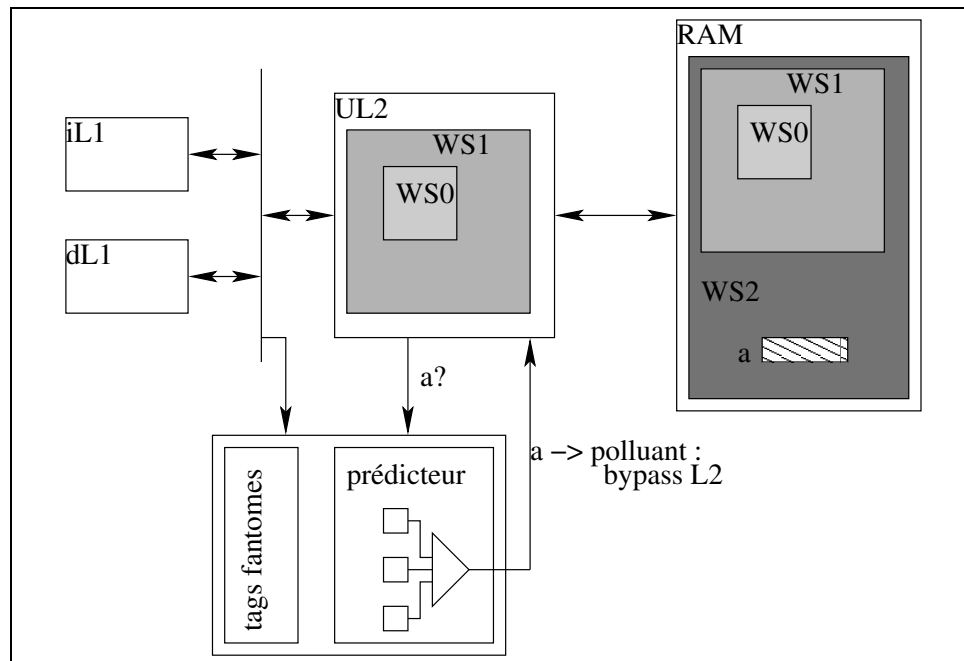 RAM
UL2
WS1
WS1
iL1
WS0
WS0
dL1
WS2
a
a?
a −> polluant :
bypass L2
prédicteur
tags fantomes